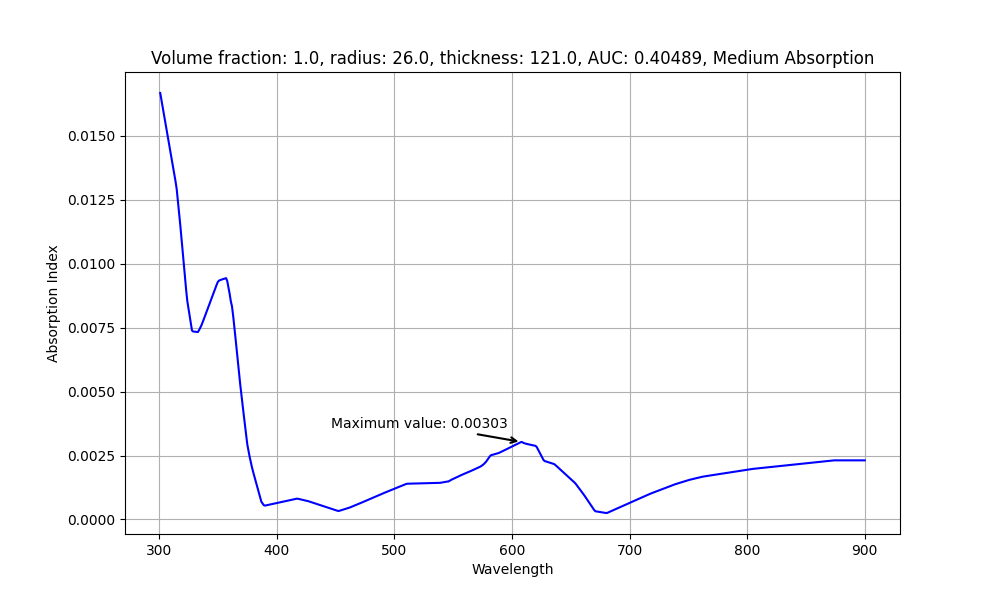 Volume fraction: 1.0, radius: 26.0, thickness: 121.0, AUC: 0.40489, Medium Absorption
0.0150
0.0125
0.0100
0.0075
0.0050
0.0025
0.0000
Absorption Index
Maximum value: 0.00303
300 400 500 600 700 800 900
Wavelength